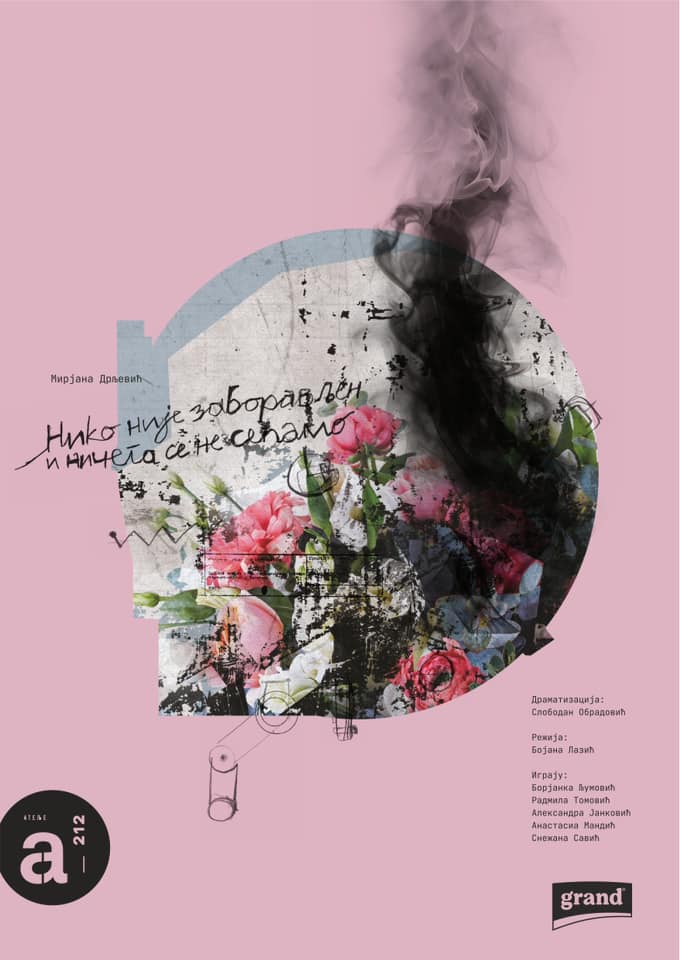 Мирјана Дрљевић
Нико није заборављен
и ничега се не сећамо
Драматизација:
Слободан Обрадовић
Режија:
Бојана Лазић
Играју:
Борјанка Љумовић
Радмила Томовић
Александра Јанковић
Анастасиа Мандић
Снежана Савић
АТЕЉЕ
a
212
grand